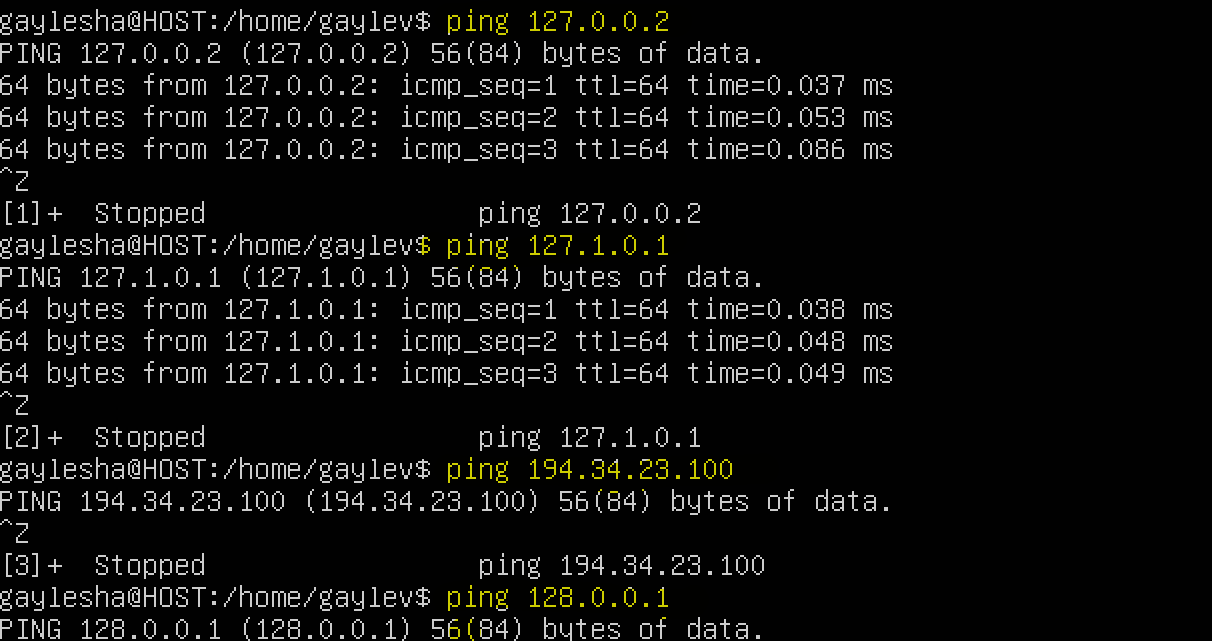 gaylesha@HOST:/home/gaylev$ ping 127.0.0.2
PING 127.0.0.2 (127.0.0.2) 56(84) bytes of data.
64 bytes from 127.0.0.2: icmp_seq=1 ttl=64 time=0.037 ms
64 bytes from 127.0.0.2: icmp_seq=2 ttl=64 time=0.053 ms
64 bytes from 127.0.0.2: icmp_seq=3 ttl=64 time=0.086 ms
^Z
[1]+  Stopped                 ping 127.0.0.2
gaylesha@HOST:/home/gaylev$ ping 127.1.0.1
PING 127.1.0.1 (127.1.0.1) 56(84) bytes of data.
64 bytes from 127.1.0.1: icmp_seq=1 ttl=64 time=0.038 ms
64 bytes from 127.1.0.1: icmp_seq=2 ttl=64 time=0.048 ms
64 bytes from 127.1.0.1: icmp_seq=3 ttl=64 time=0.049 ms
^Z
[2]+  Stopped                 ping 127.1.0.1
gaylesha@HOST:/home/gaylev$ ping 194.34.23.100
PING 194.34.23.100 (194.34.23.100) 56(84) bytes of data.
^Z
[3]+  Stopped                 ping 194.34.23.100
gaylesha@HOST:/home/gaylev$ ping 128.0.0.1
PING 128.0.0.1 (128.0.0.1) 56(84) bytes of data.